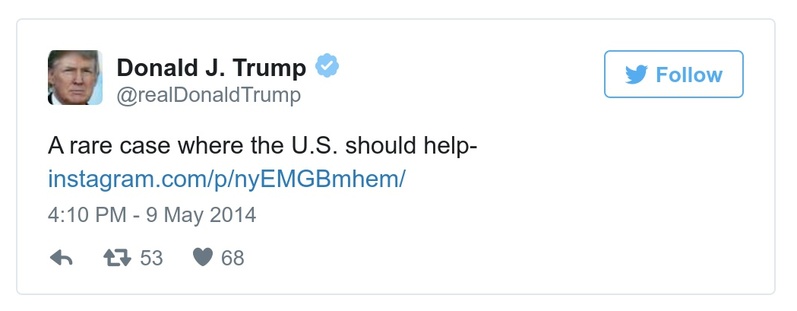 Donald J. Trump
@realDonaldTrump
Follow
A rare case where the U.S. should help-
instagram.com/p/nyEMGBmhem/
4:10 PM - 9 May 2014
53 68